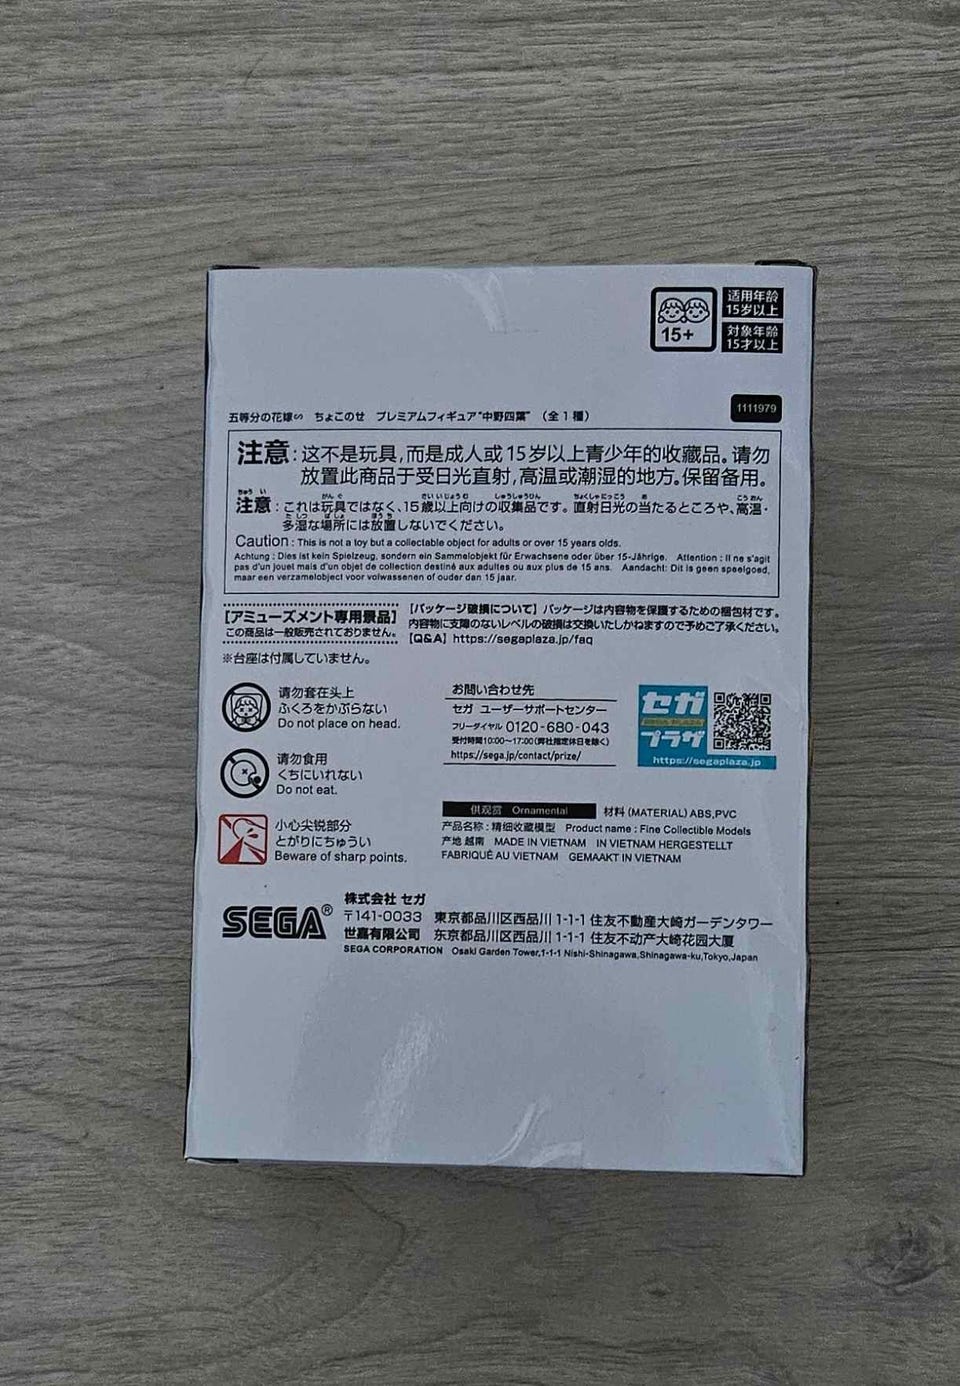 15+
适用年龄
15岁以上
対象年齢
15才以上
1111979
五等分の花嫁∽ ちょこのせ プレミアムフィギュア"中野四葉" (全1種)
注意:这不是玩具,而是成人或15岁以上青少年的收藏品。请勿
放置此商品于受日光直射,高温或潮湿的地方。保留备用。
注意:これは玩具ではなく、15歳以上向けの収集品です。直射日光の当たるところや、高温・
多湿な場所には放置しないでください。
Caution : This is not a toy but a collectable object for adults or over 15 years olds.
Achtung : Dies ist kein Spielzeug, sondern ein Sammelobjekt für Erwachsene oder über 15-Jährige. Attention : Il ne s'agit
pas d'un jouet mais d'un objet de collection destiné aux adultes ou aux plus de 15 ans. Aandacht: Dit is geen speelgoed,
maar een verzamelobject voor volwassenen of ouder dan 15 jaar.
【アミューズメント専用景品】
この商品は一般販売されておりません。
【パッケージ破損について】パッケージは内容物を保護するための梱包材です。
内容物に支障のないレベルの破損は交換いたしかねますので予めご了承ください。
【Q&A】https://segaplaza.jp/faq
※台座は付属していません。
请勿套在头上
ふくろをかぶらない
Do not place on head.
请勿食用
くちにいれない
Do not eat.
小心尖锐部分
とがりにちゅうい
Beware of sharp points.
お問い合わせ先
セガ ユーザーサポートセンター
フリーダイヤル 0120-680-043
受付時間10:00~17:00(弊社指定休日を除く)
https://sega.jp/contact/prize/
セガ
SEGA PLAZA
プラザ
https://segaplaza.jp
供观赏 Ornamental 材料 (MATERIAL) ABS,PVC
产品名称 : 精细收藏模型 Product name : Fine Collectible Models
产地 越南 MADE IN VIETNAM IN VIETNAM HERGESTELLT
FABRIQUÉ AU VIETNAM GEMAAKT IN VIETNAM
SEGA®
株式会社 セガ
〒141-0033 東京都品川区西品川1-1-1 住友不動産大崎ガーデンタワー
世嘉有限公司 东京都品川区西品川1-1-1 住友不动产大崎花园大厦
SEGA CORPORATION Osaki Garden Tower,1-1-1 Nishi-Shinagawa,Shinagawa-ku,Tokyo,Japan